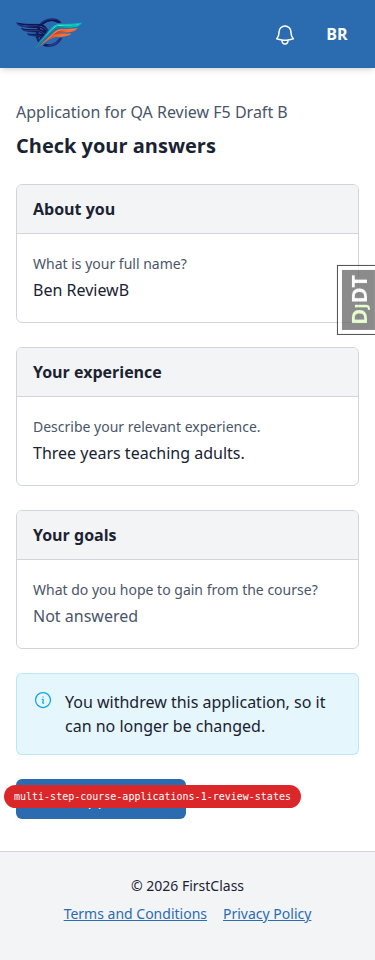 BR
Application for QA Review F5 Draft B
Check your answers
About you
What is your full name?
Ben ReviewB
DJDT
Your experience
Describe your relevant experience.
Three years teaching adults.
Your goals
What do you hope to gain from the course?
Not answered
You withdrew this application, so it
can no longer be changed.
multi-step-course-applications-1-review-states
© 2026 FirstClass
Terms and Conditions Privacy Policy